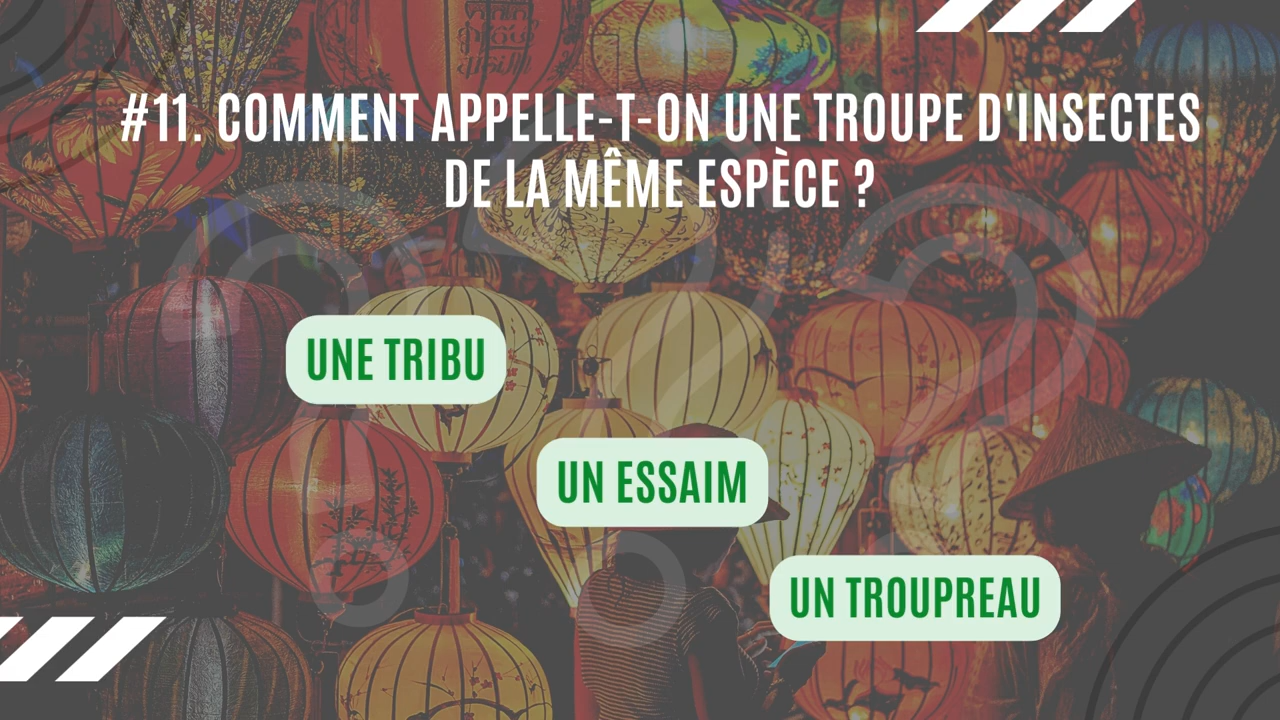 #11. COMMENT APPELLE-T-ON UNE TROUPE D'INSECTES
DE LA MÊME ESPÈCE ?
UNE TRIBU
UN ESSAIM
UN TROUPREAU